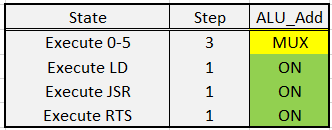 State Step ALU_Add
Execute 0-5 3 MUX
Execute LD 1 ON
Execute JSR 1 ON
Execute RTS 1 ON